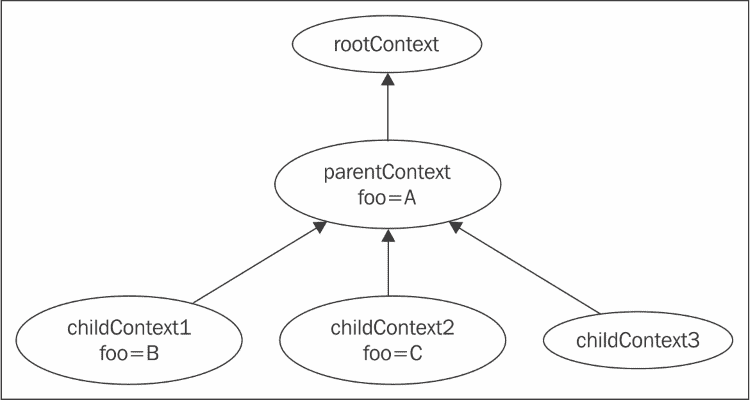 rootContext
parentContext
foo=A
childContext1
foo=B
childContext2
foo=C
childContext3